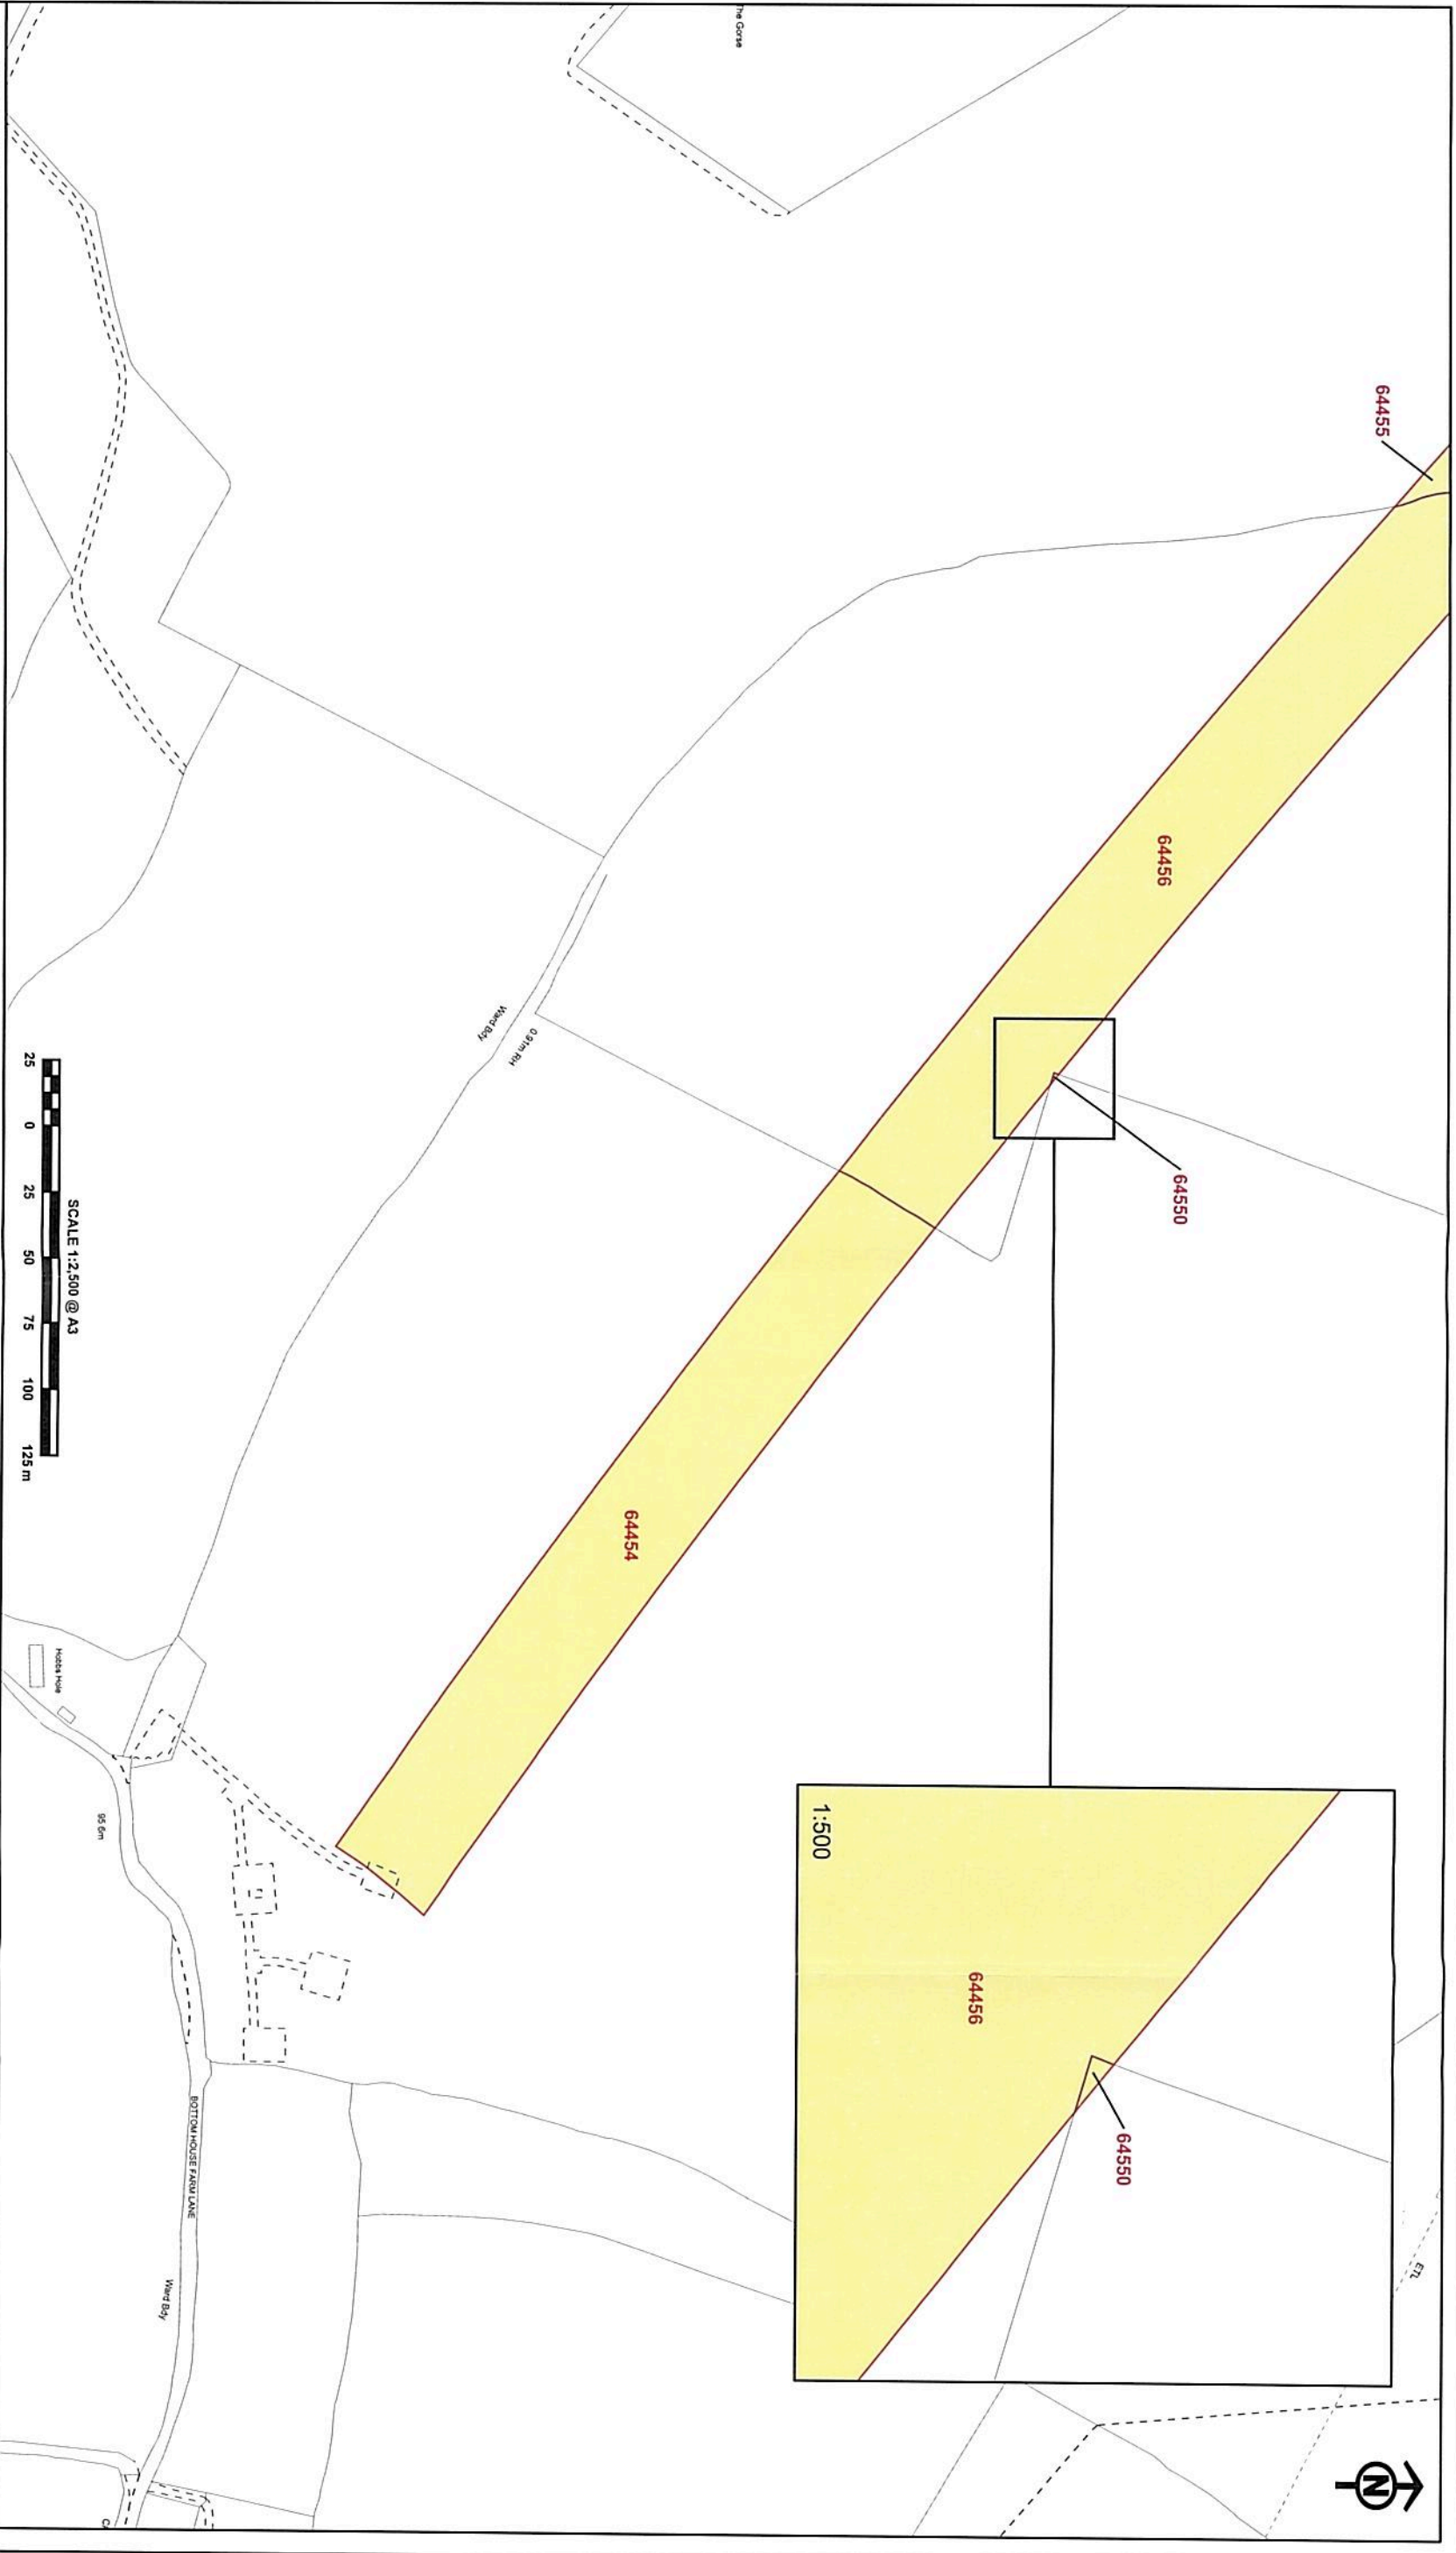 The Gorse
64455
64456
64550
Ward Bdy
0.91m RH
64454
1:500
64456
64550
ETL
N
SCALE 1:2,500 @ A3
25 0 25 50 75 100 125 m
Hobbs Hole
95.6m
BOTTOM HOUSE FARM LANE
Ward Bdy